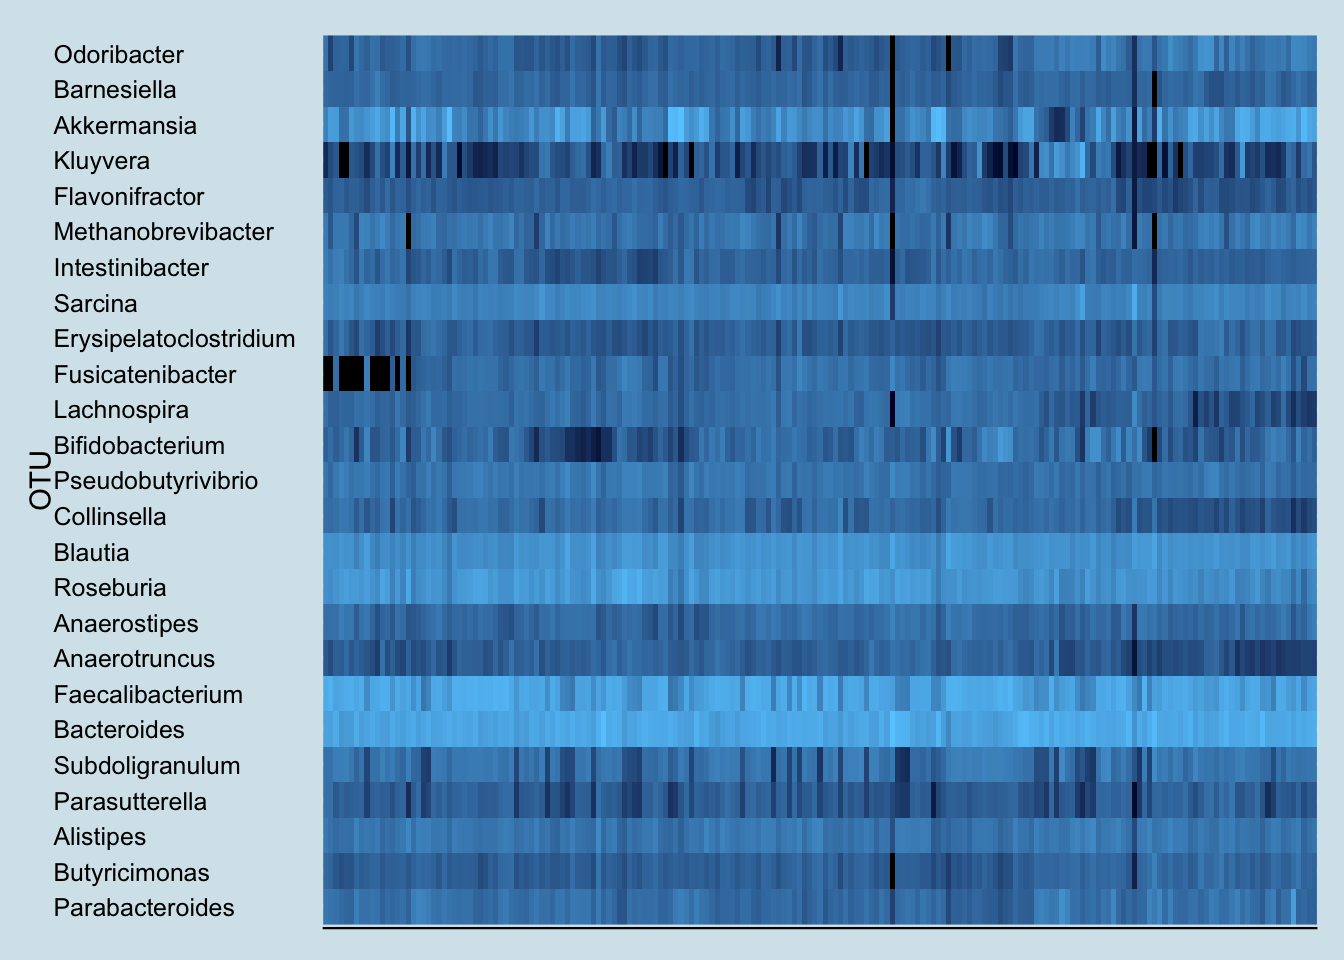 Odoribacter
Barnesiella
Akkermansia
Kluyvera
Flavonifractor
Methanobrevibacter
Intestinibacter
Sarcina
Erysipelatoclostridium
Fusicatenibacter
Lachnospira
Bifidobacterium
OTU
Pseudobutyrivibrio
Collinsella
Blautia
Roseburia
Anaerostipes
Anaerotruncus
Faecalibacterium
Bacteroides
Subdoligranulum
Parasutterella
Alistipes
Butyricimonas
Parabacteroides